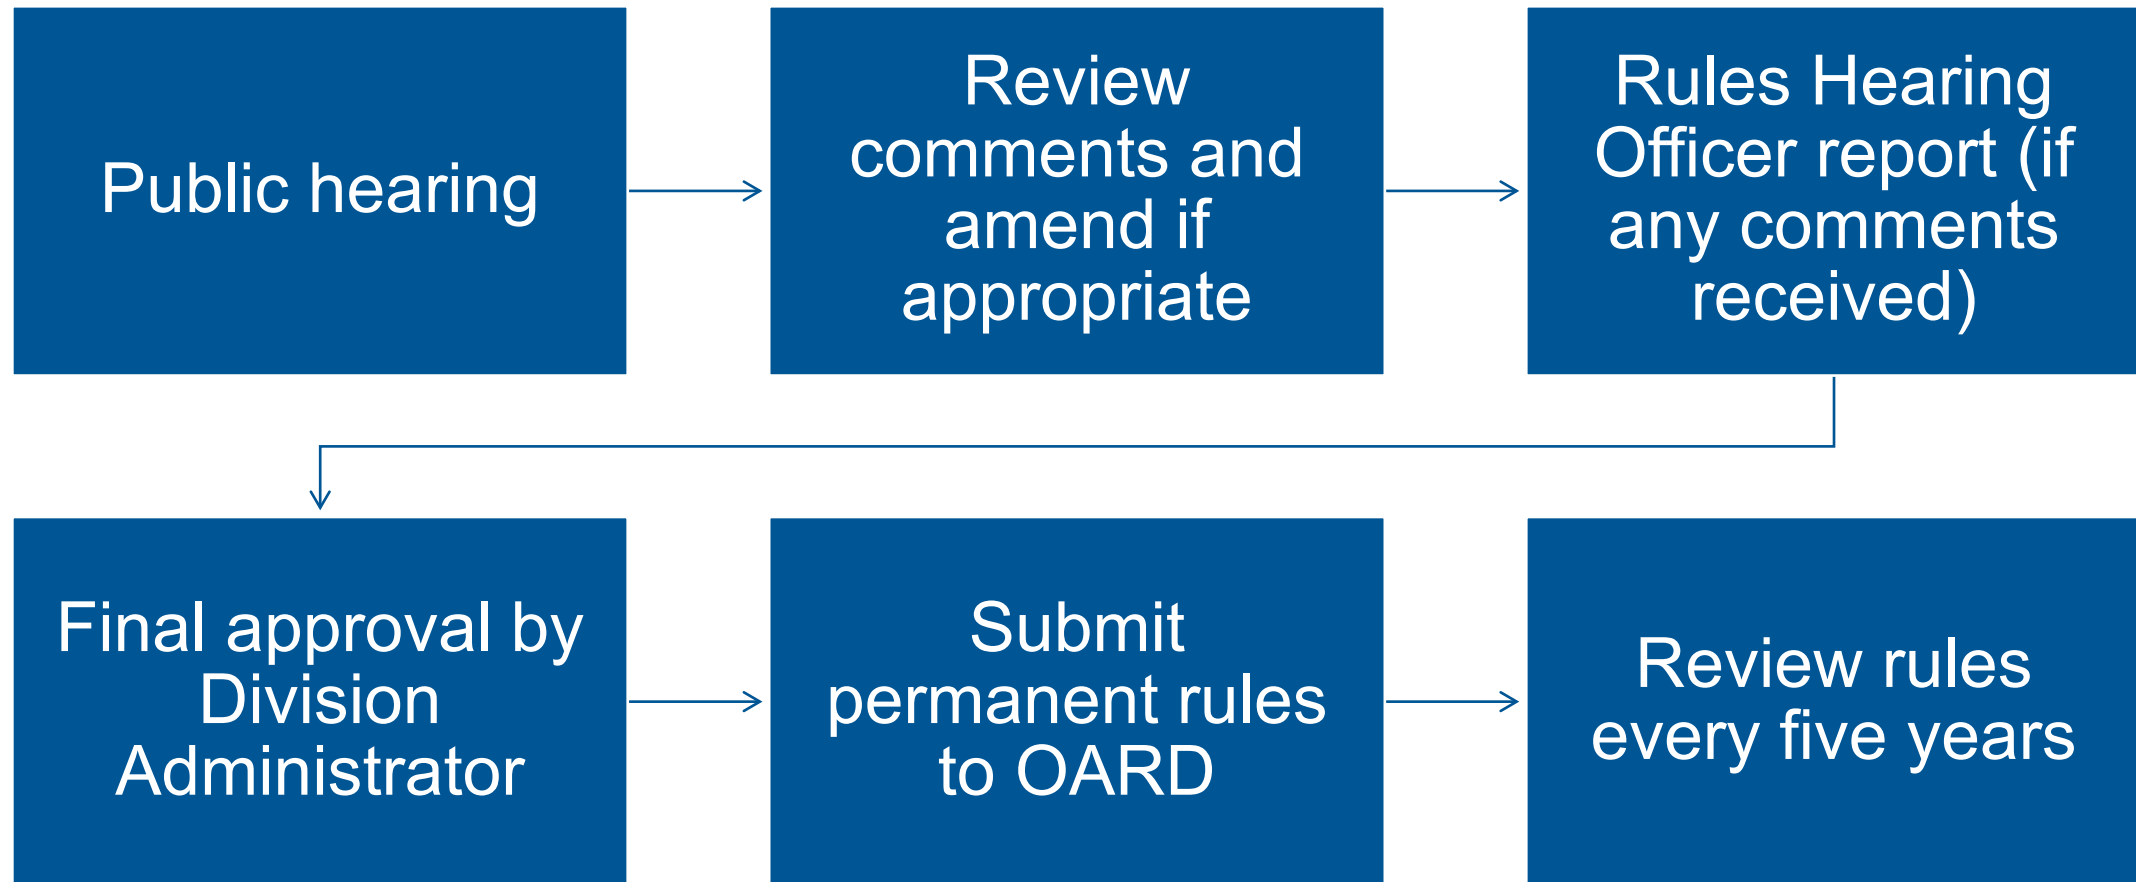 Public hearing
Review
comments and
amend if
appropriate
Rules Hearing
Officer report (if
any comments
received)
Final approval by
Division
Administrator
Submit
permanent rules
to OARD
Review rules
every five years